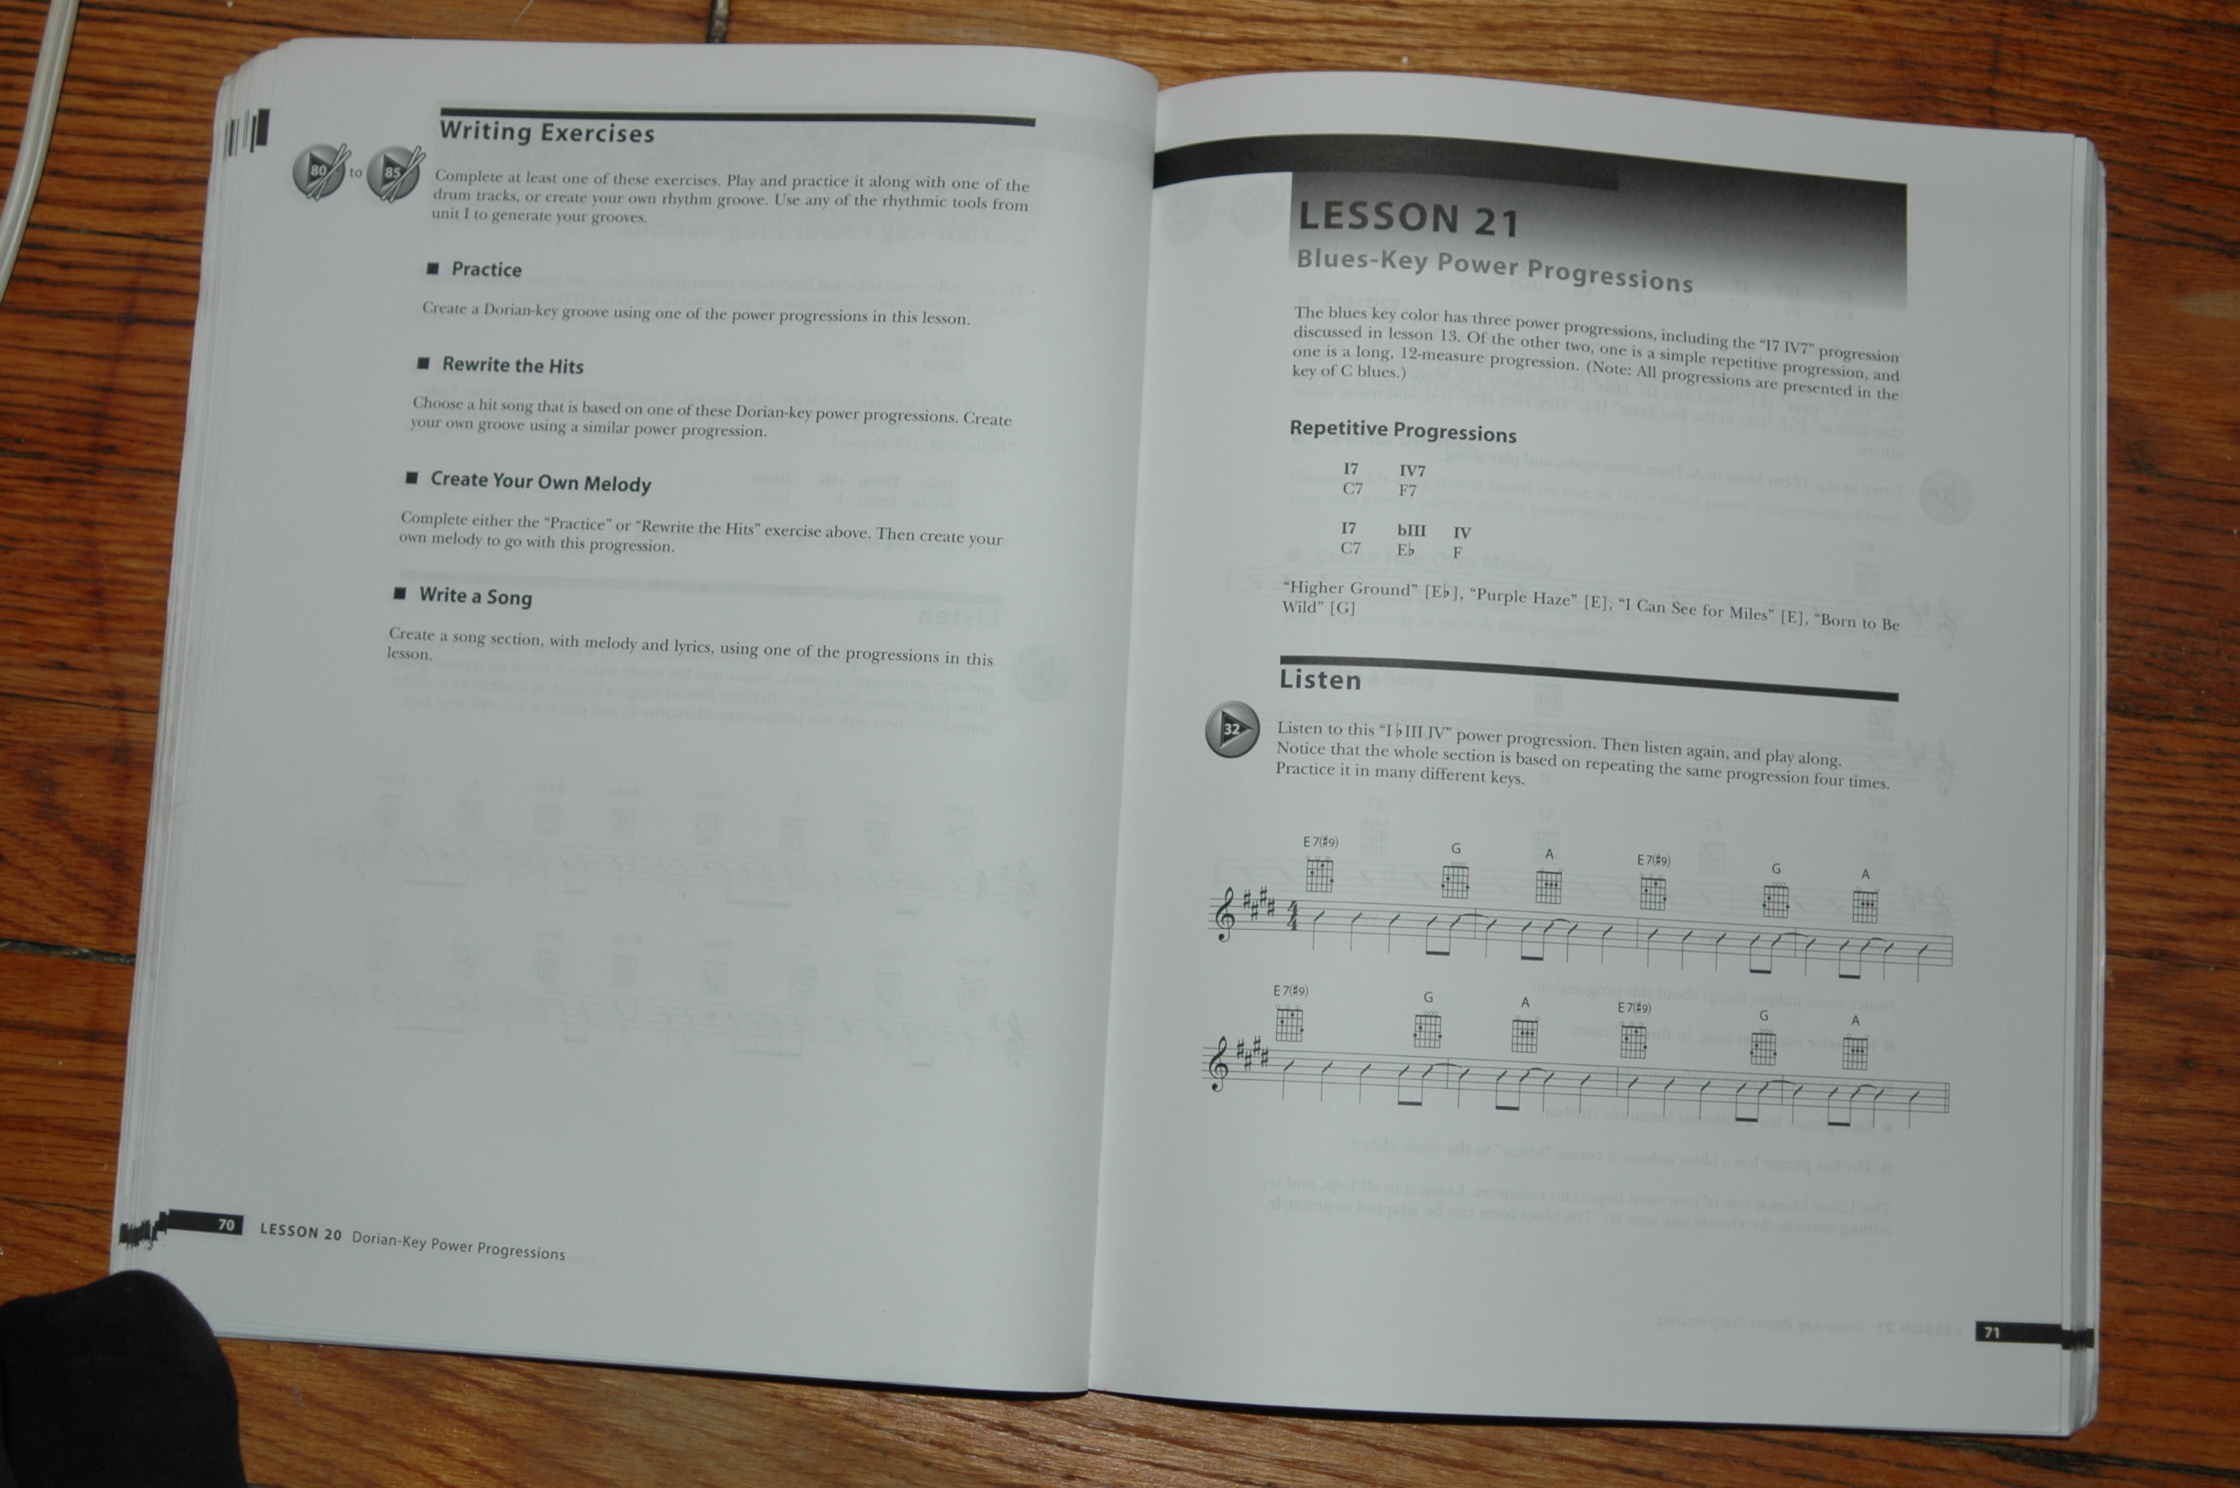 Writing Exercises
80 to 85
Complete at least one of these exercises. Play and practice it along with one of the
drum tracks, or create your own rhythm groove. Use any of the rhythmic tools from
unit I to generate your grooves.
■ Practice
Create a Dorian-key groove using one of the power progressions in this lesson.
■ Rewrite the Hits
Choose a hit song that is based on one of these Dorian-key power progressions. Create
your own groove using a similar power progression.
■ Create Your Own Melody
Complete either the “Practice” or “Rewrite the Hits” exercise above. Then create your
own melody to go with this progression.
■ Write a Song
Create a song section, with melody and lyrics, using one of the progressions in this
lesson.
70 LESSON 20 Dorian-Key Power Progressions
LESSON 21
Blues-Key Power Progressions
The blues key color has three power progressions, including the “I7 IV7” progression
discussed in lesson 13. Of the other two, one is a simple repetitive progression, and
one is a long, 12-measure progression. (Note: All progressions are presented in the
key of C blues.)
Repetitive Progressions
I7 IV7
C7 F7
I7 bIII IV
C7 E♭ F
“Higher Ground” [E♭], “Purple Haze” [E], “I Can See for Miles” [E], “Born to Be
Wild” [G]
Listen
32
Listen to this “I ♭III IV” power progression. Then listen again, and play along.
Notice that the whole section is based on repeating the same progression four times.
Practice it in many different keys.
E7(♯9) G A E7(♯9) G A
4
4
E7(♯9) G A E7(♯9) G A
71